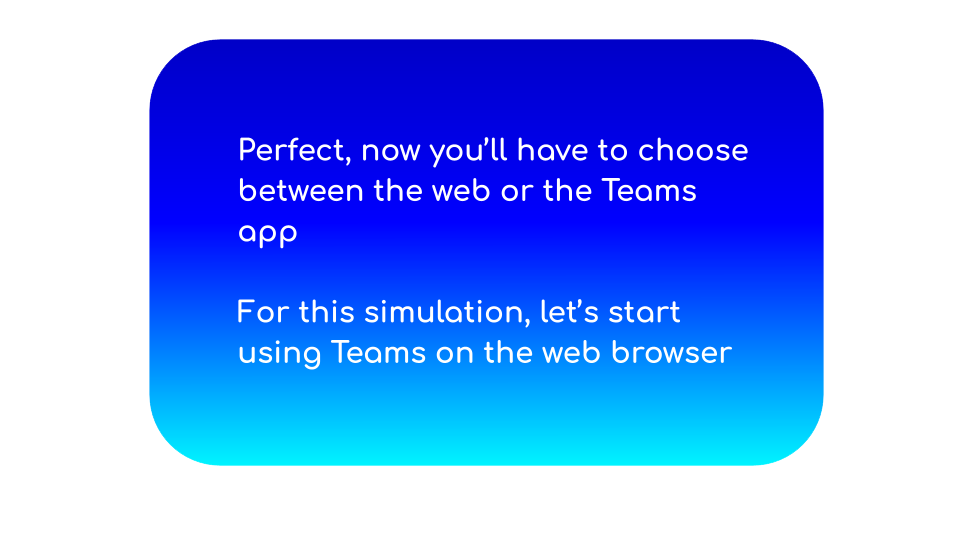 Perfect, now you’ll have to choose
between the web or the Teams
app
For this simulation, let’s start
using Teams on the web browser